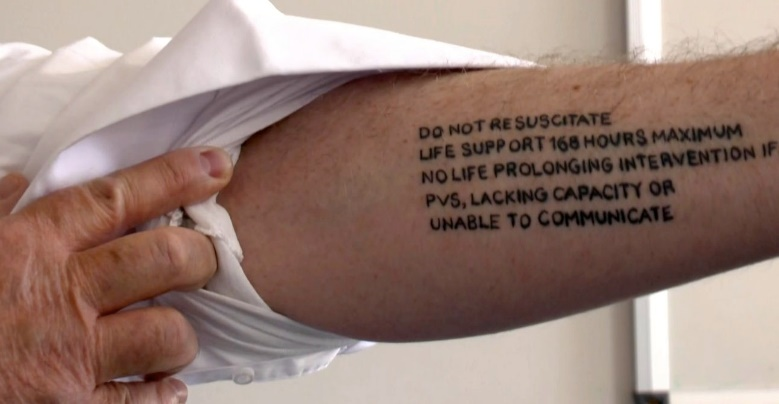 DO NOT RESUSCITATE
LIFE SUPPORT 168 HOURS MAXIMUM
NO LIFE PROLONGING INTERVENTION IF
PVS, LACKING CAPACITY OR
UNABLE TO COMMUNICATE